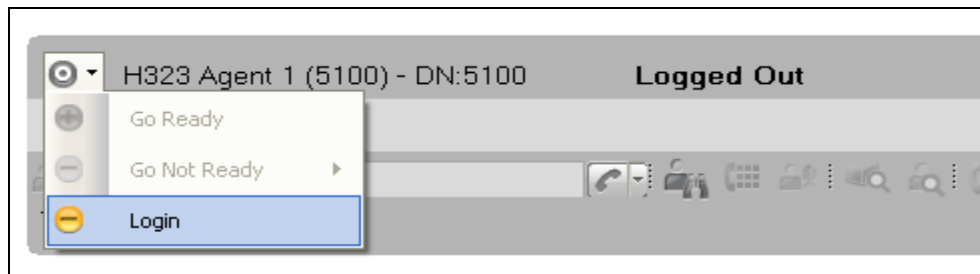 H323 Agent 1 (5100) - DN:5100 Logged Out
Go Ready
Go Not Ready
Login